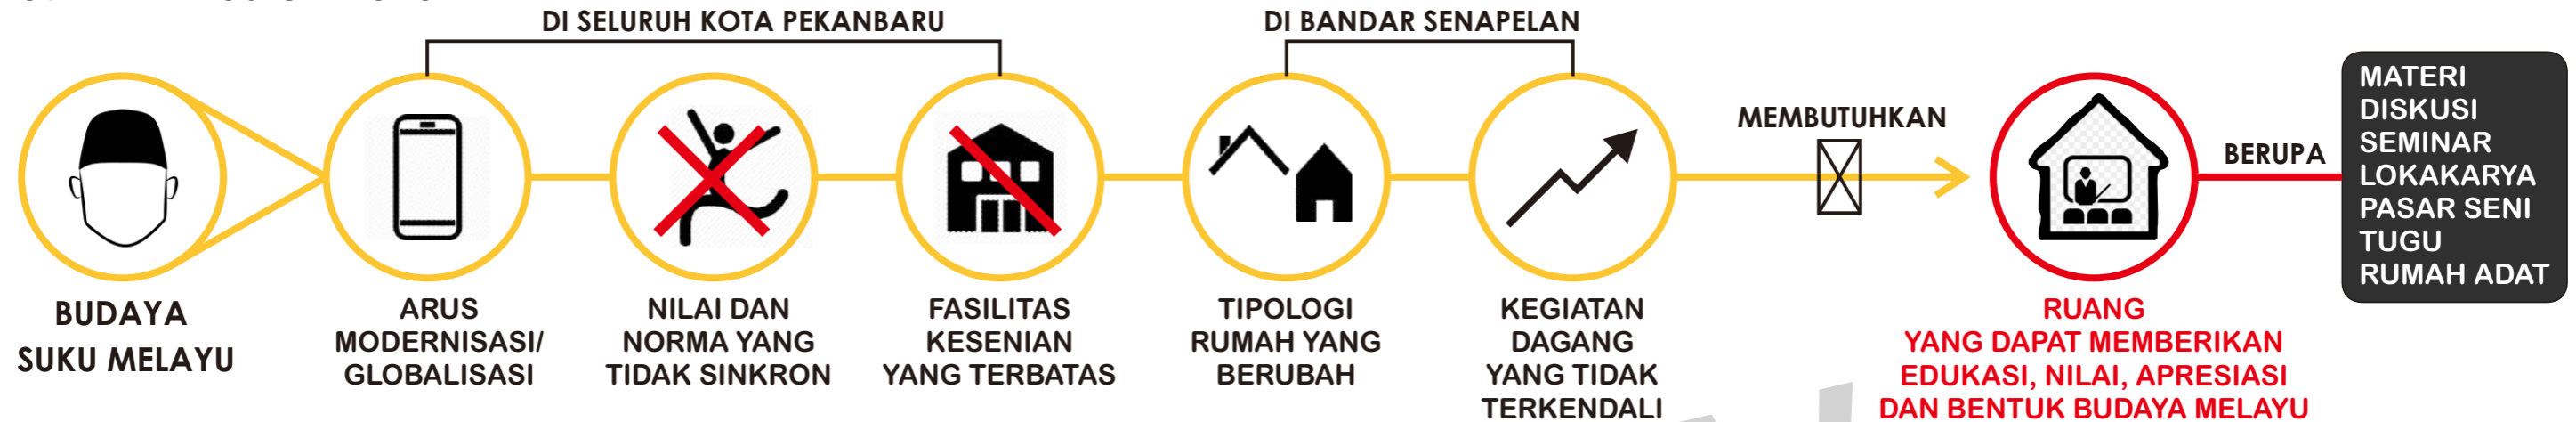 DI SELURUH KOTA PEKANBARU
DI BANDAR SENAPELAN
BUDAYA
SUKU MELAYU
ARUS
MODERNISASI/
GLOBALISASI
NILAI DAN
NORMA YANG
TIDAK SINKRON
FASILITAS
KESENIAN
YANG TERBATAS
TIPOLOGI
RUMAH YANG
BERUBAH
KEGIATAN
DAGANG
YANG TIDAK
TERKENDALI
MEMBUTUHKAN
RUANG
YANG DAPAT MEMBERIKAN
EDUKASI, NILAI, APRESIASI
DAN BENTUK BUDAYA MELAYU
BERUPA
MATERI
DISKUSI
SEMINAR
LOKAKARYA
PASAR SENI
TUGU
RUMAH ADAT